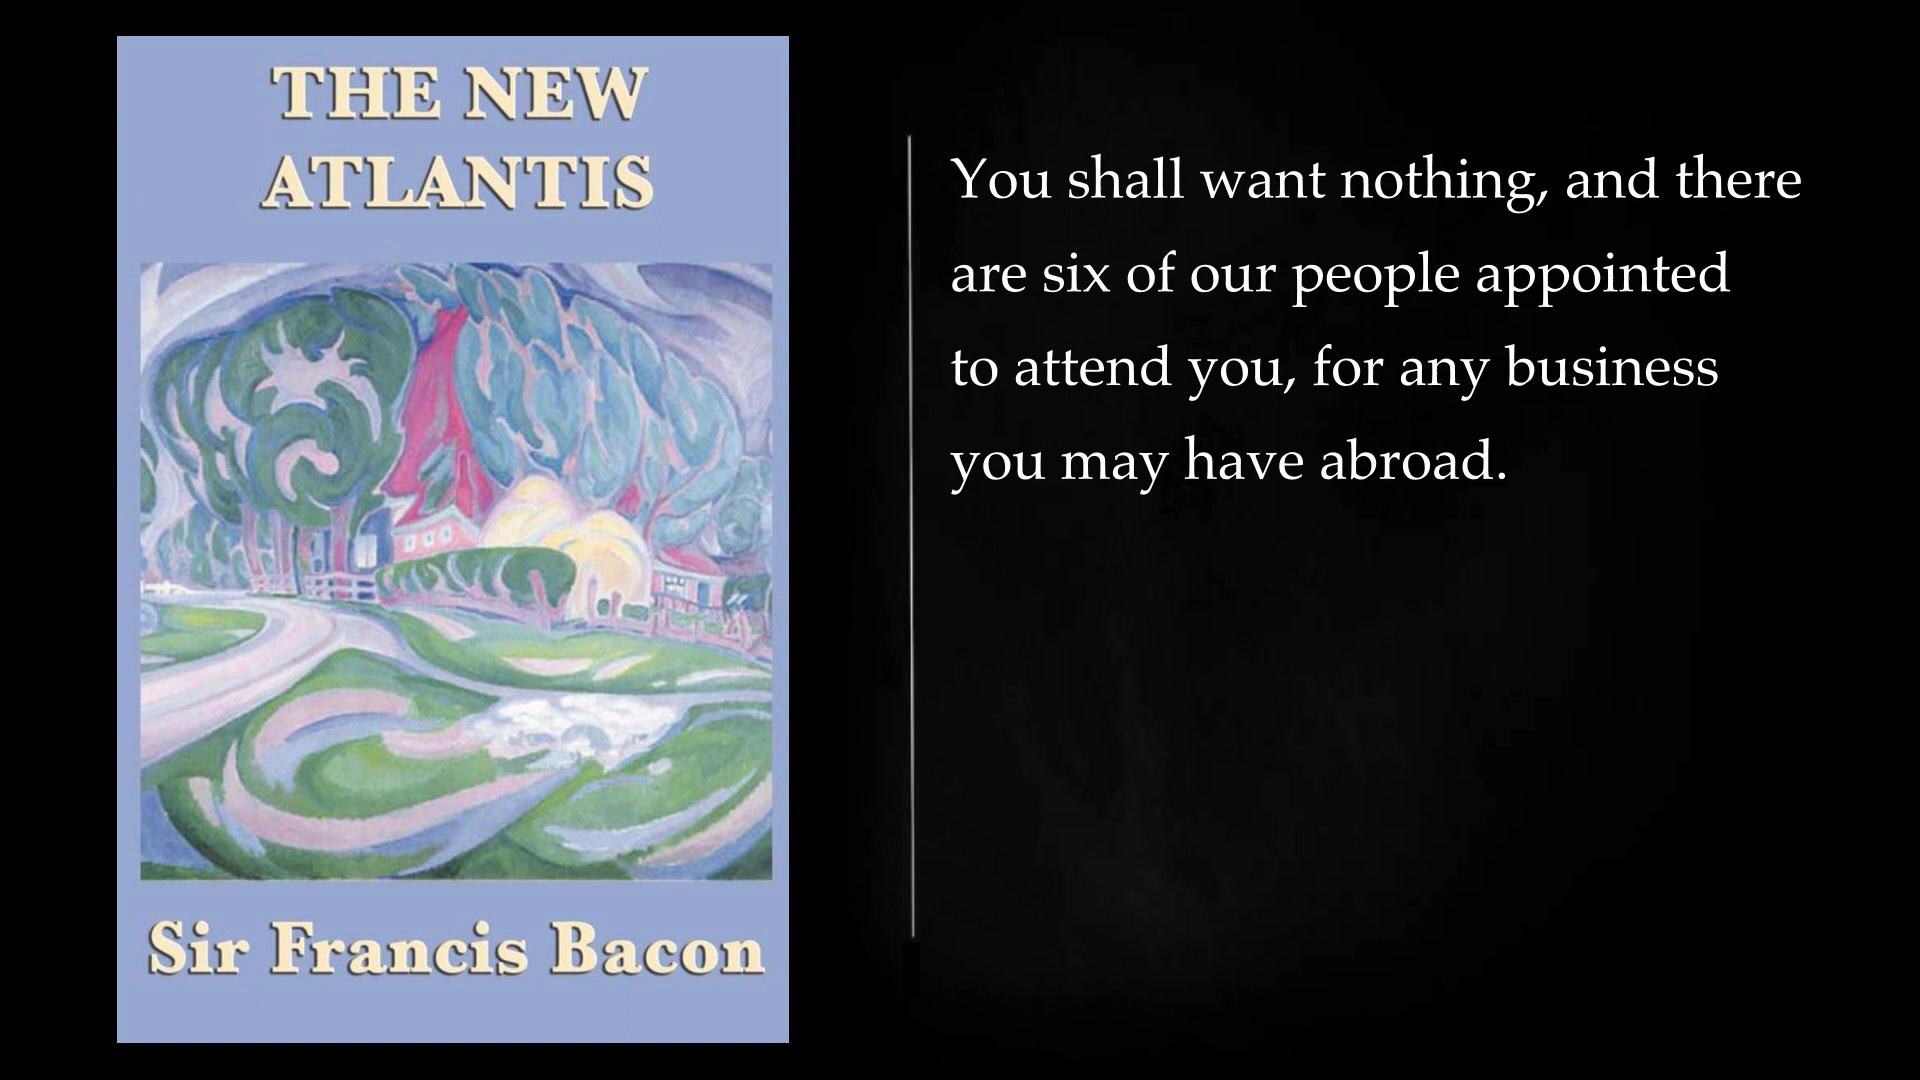 THE NEW
ATLANTIS
Sir Francis Bacon
You shall want nothing, and there
are six of our people appointed
to attend you, for any business
you may have abroad.